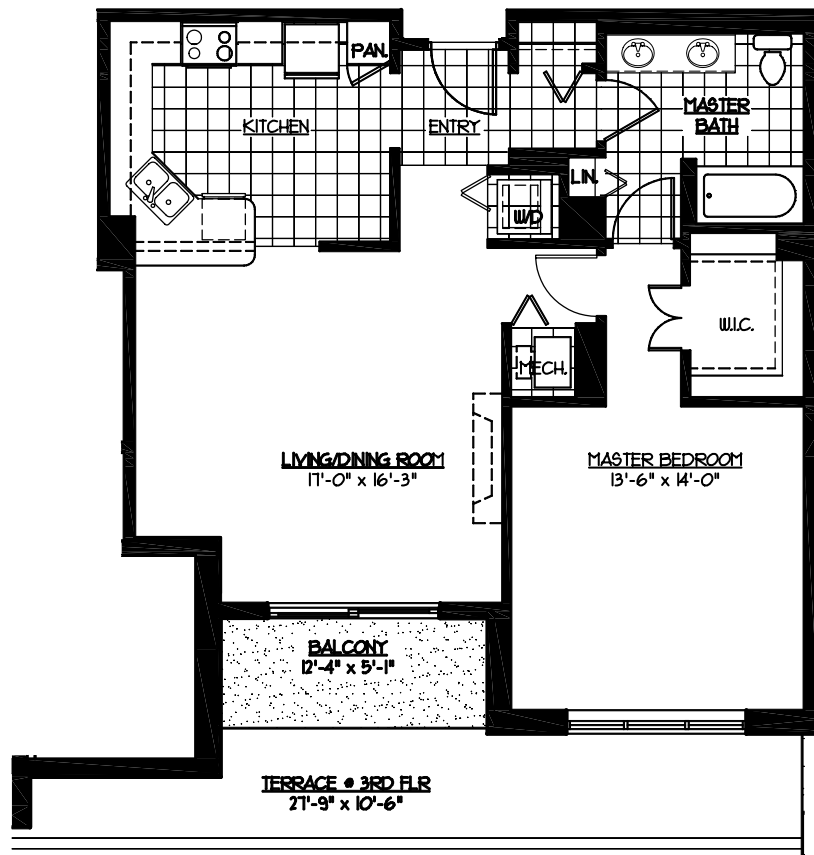 PAN.
KITCHEN
ENTRY
MASTER
BATH
LIN.
W/D
W.I.C.
MECH.
LIVING/DINING ROOM
17'-0" x 16'-3"
MASTER BEDROOM
13'-6" x 14'-0"
BALCONY
12'-4" x 5'-1"
TERRACE @ 3RD FLR
27'-9" x 10'-6"